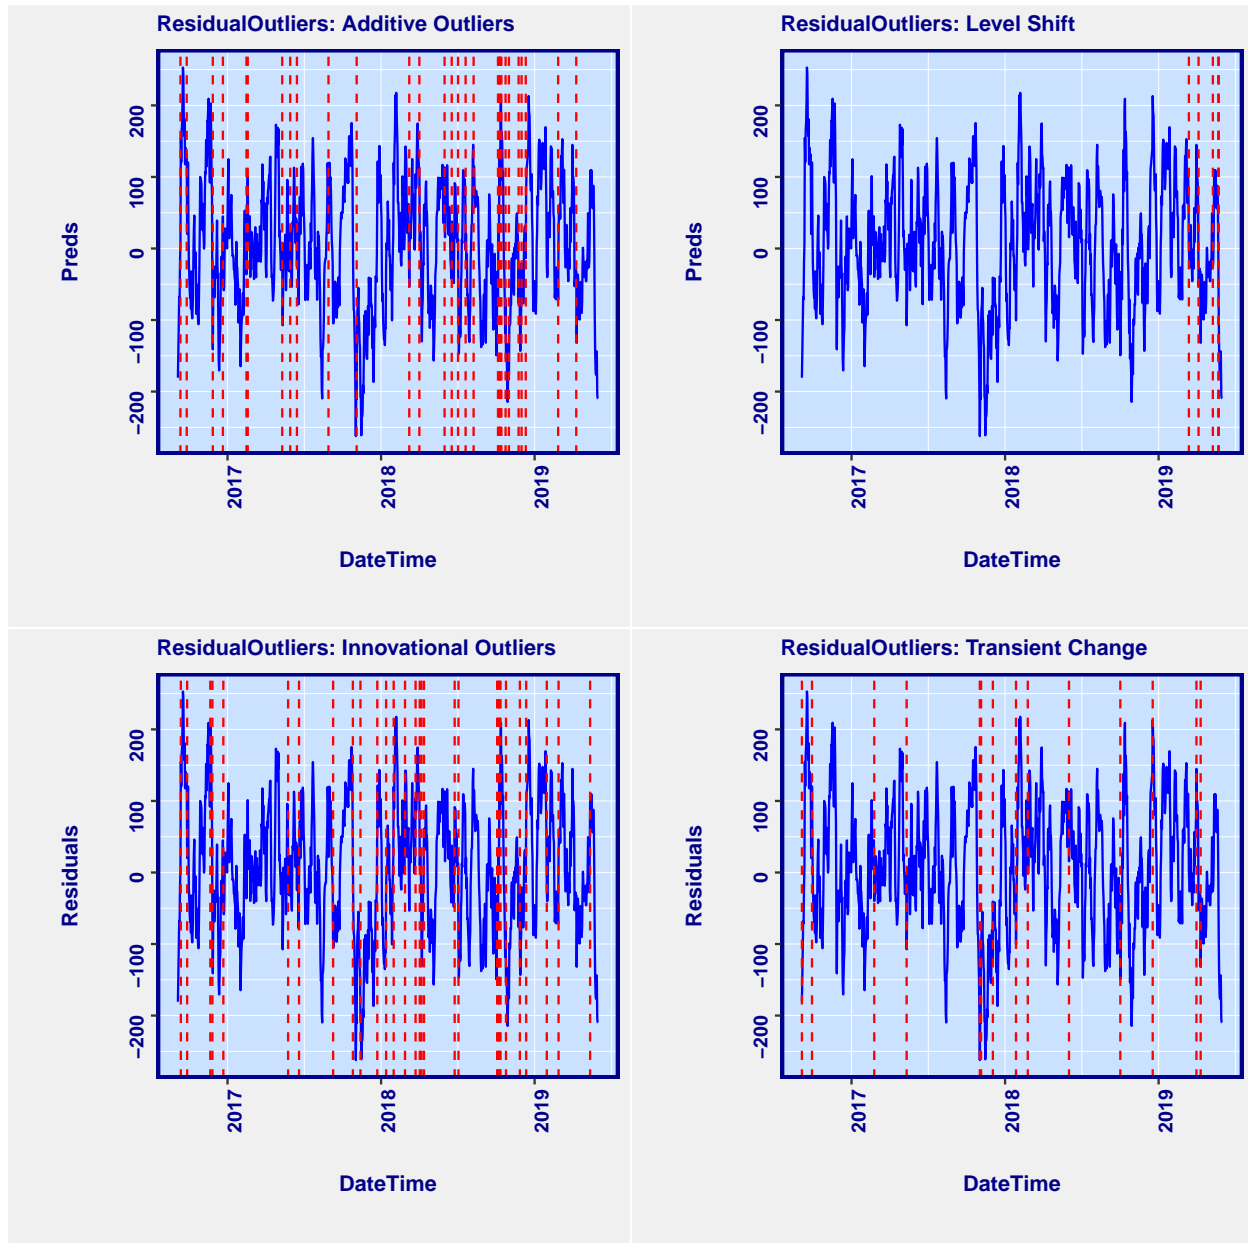 ResidualOutliers: Additive Outliers
Preds
200
100
0
−100
−200
2017
2018
2019
DateTime
ResidualOutliers: Level Shift
Preds
200
100
0
−100
−200
2017
2018
2019
DateTime
ResidualOutliers: Innovational Outliers
Residuals
200
100
0
−100
−200
2017
2018
2019
DateTime
ResidualOutliers: Transient Change
Residuals
200
100
0
−100
−200
2017
2018
2019
DateTime